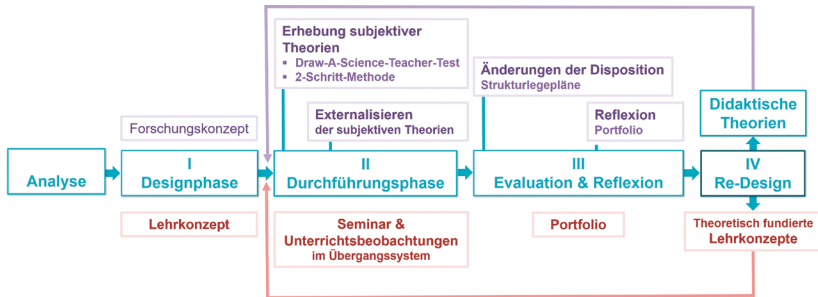 Erhebung subjektiver
Theorien
▪ Draw-A-Science-Teacher-Test
▪ 2-Schritt-Methode
Änderungen der Disposition
Strukturlegepläne
Forschungskonzept
Externalisieren
der subjektiven Theorien
Reflexion
Portfolio
Didaktische
Theorien
Analyse
I
Designphase
II
Durchführungsphase
III
Evaluation & Reflexion
IV
Re-Design
Lehrkonzept
Seminar &
Unterrichtsbeobachtungen
im Übergangssystem
Portfolio
Theoretisch fundierte
Lehrkonzepte